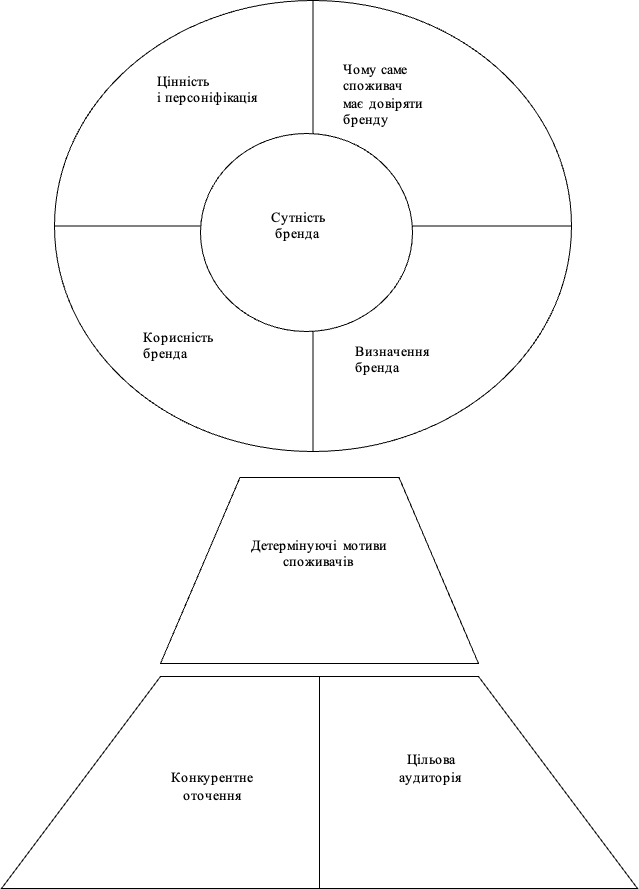 Цінність
і персоніфікація
Чому саме
споживач
має довіряти
бренду
Сутність
бренда
Корисність
бренда
Визначення
бренда
Детермінуючі мотиви
споживачів
Конкурентне
оточення
Цільова
аудиторія